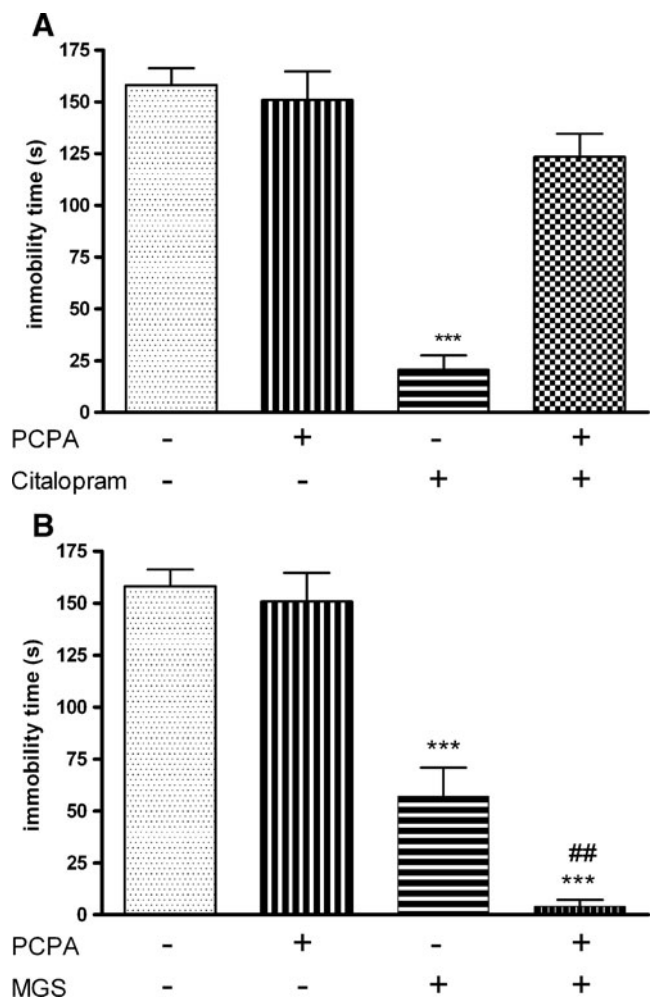 A
immobility time (s)
175
150
125
100
75
50
25
0
***
PCPA - + - +
Citalopram - - + +
B
immobility time (s)
175
150
125
100
75
50
25
0
***
##
***
PCPA - + - +
MGS - - + +